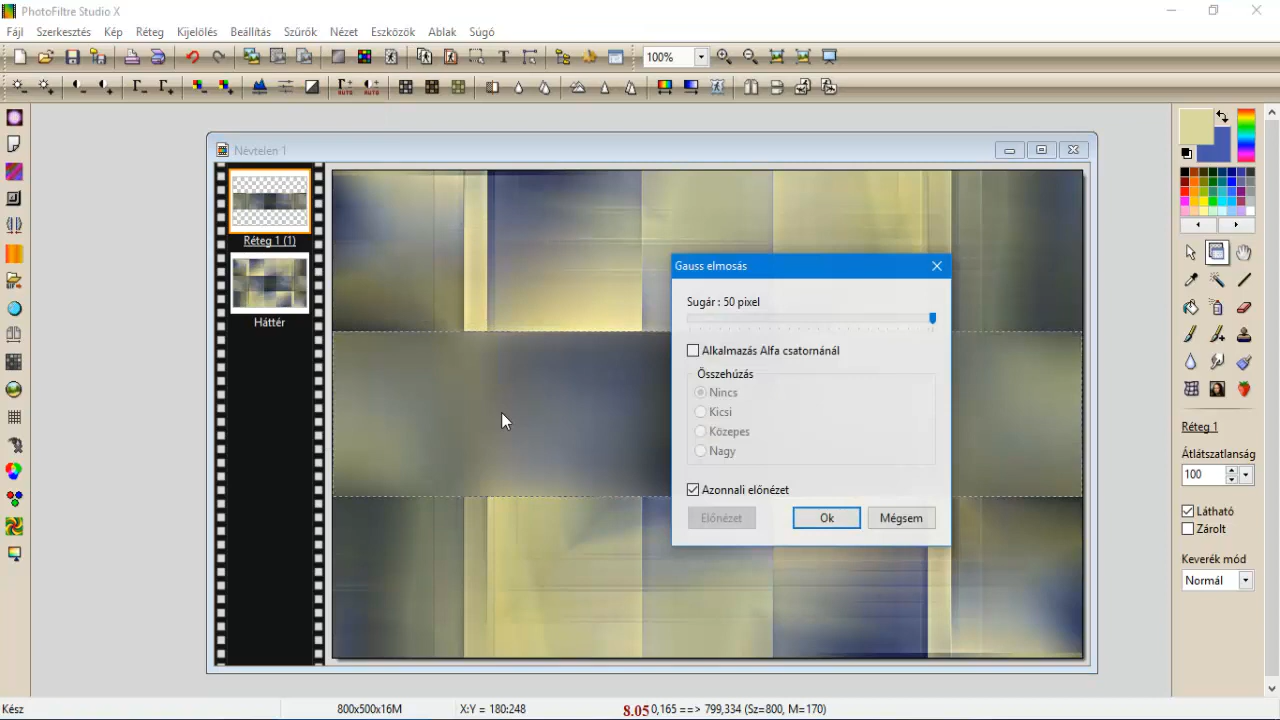 PhotoFiltre Studio X
Fájl Szerkesztés Kép Réteg Kijelölés Beállítás Szűrők Nézet Eszközök Ablak Súgó
100%
Névtelen 1
Réteg 1 (1)
Háttér
Gauss elmosás
Sugár : 50 pixel
Alkalmazás Alfa csatornánál
Összehúzás
Nincs
Kicsi
Közepes
Nagy
Azonnali előnézet
Előnézet Ok Mégsem
Réteg 1
Átlátszatlanság
100
Látható
Zárolt
Keverék mód
Normál
Kész 800x500x16M X:Y = 180:248 8.05 0,165 ==> 799,334 (Sz=800, M=170)